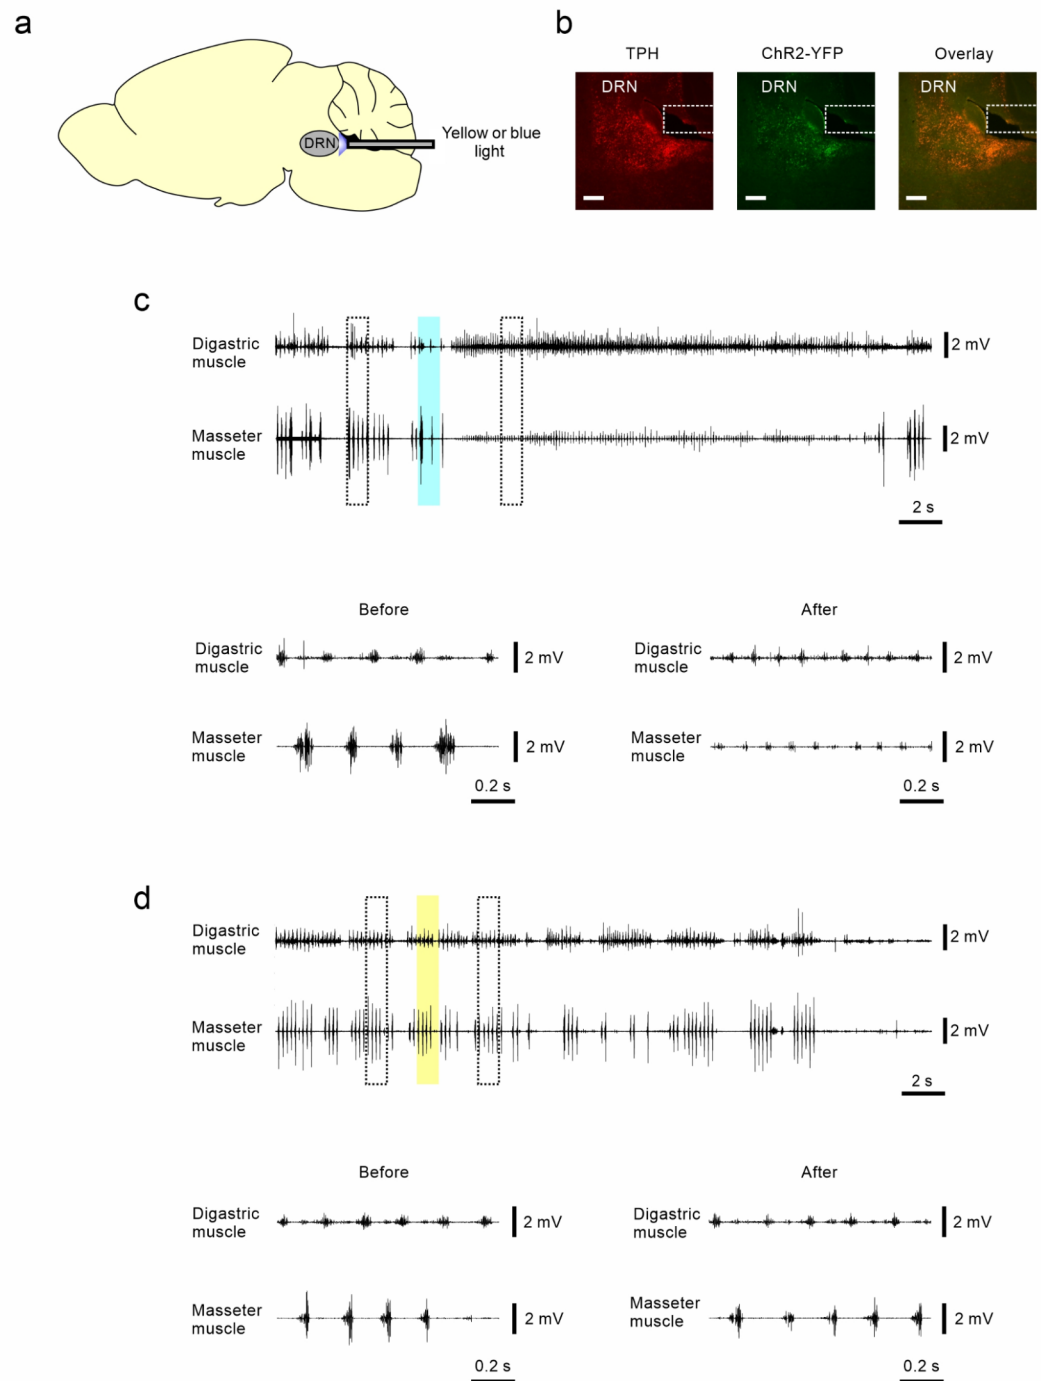 a
DRN
Yellow or blue
light
b
TPH
ChR2-YFP
Overlay
DRN
DRN
DRN
c
Digastric
muscle
2 mV
Masseter
muscle
2 mV
2 s
Before
After
Digastric
muscle
2 mV
Digastric
muscle
2 mV
Masseter
muscle
2 mV
Masseter
muscle
2 mV
0.2 s
0.2 s
d
Digastric
muscle
2 mV
Masseter
muscle
2 mV
2 s
Before
After
Digastric
muscle
2 mV
Digastric
muscle
2 mV
Masseter
muscle
2 mV
Masseter
muscle
2 mV
0.2 s
0.2 s